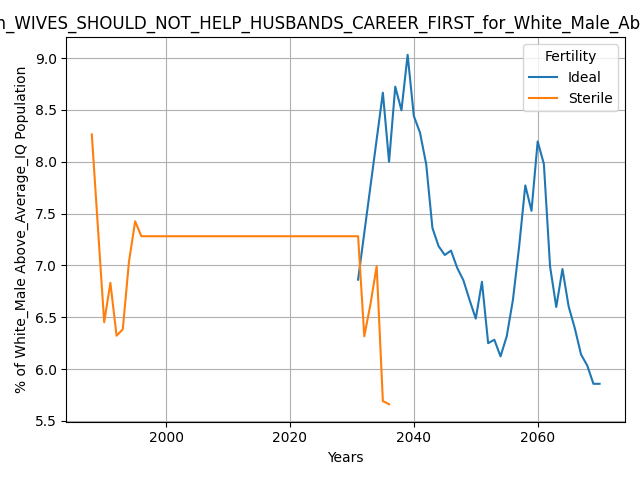 n_WIVES_SHOULD_NOT_HELP_HUSBANDS_CAREER_FIRST_for_White_Male_Ab
Fertility
Ideal
Sterile
% of White_Male Above_Average_IQ Population
9.0
8.5
8.0
7.5
7.0
6.5
6.0
5.5
2000
2020
2040
2060
Years